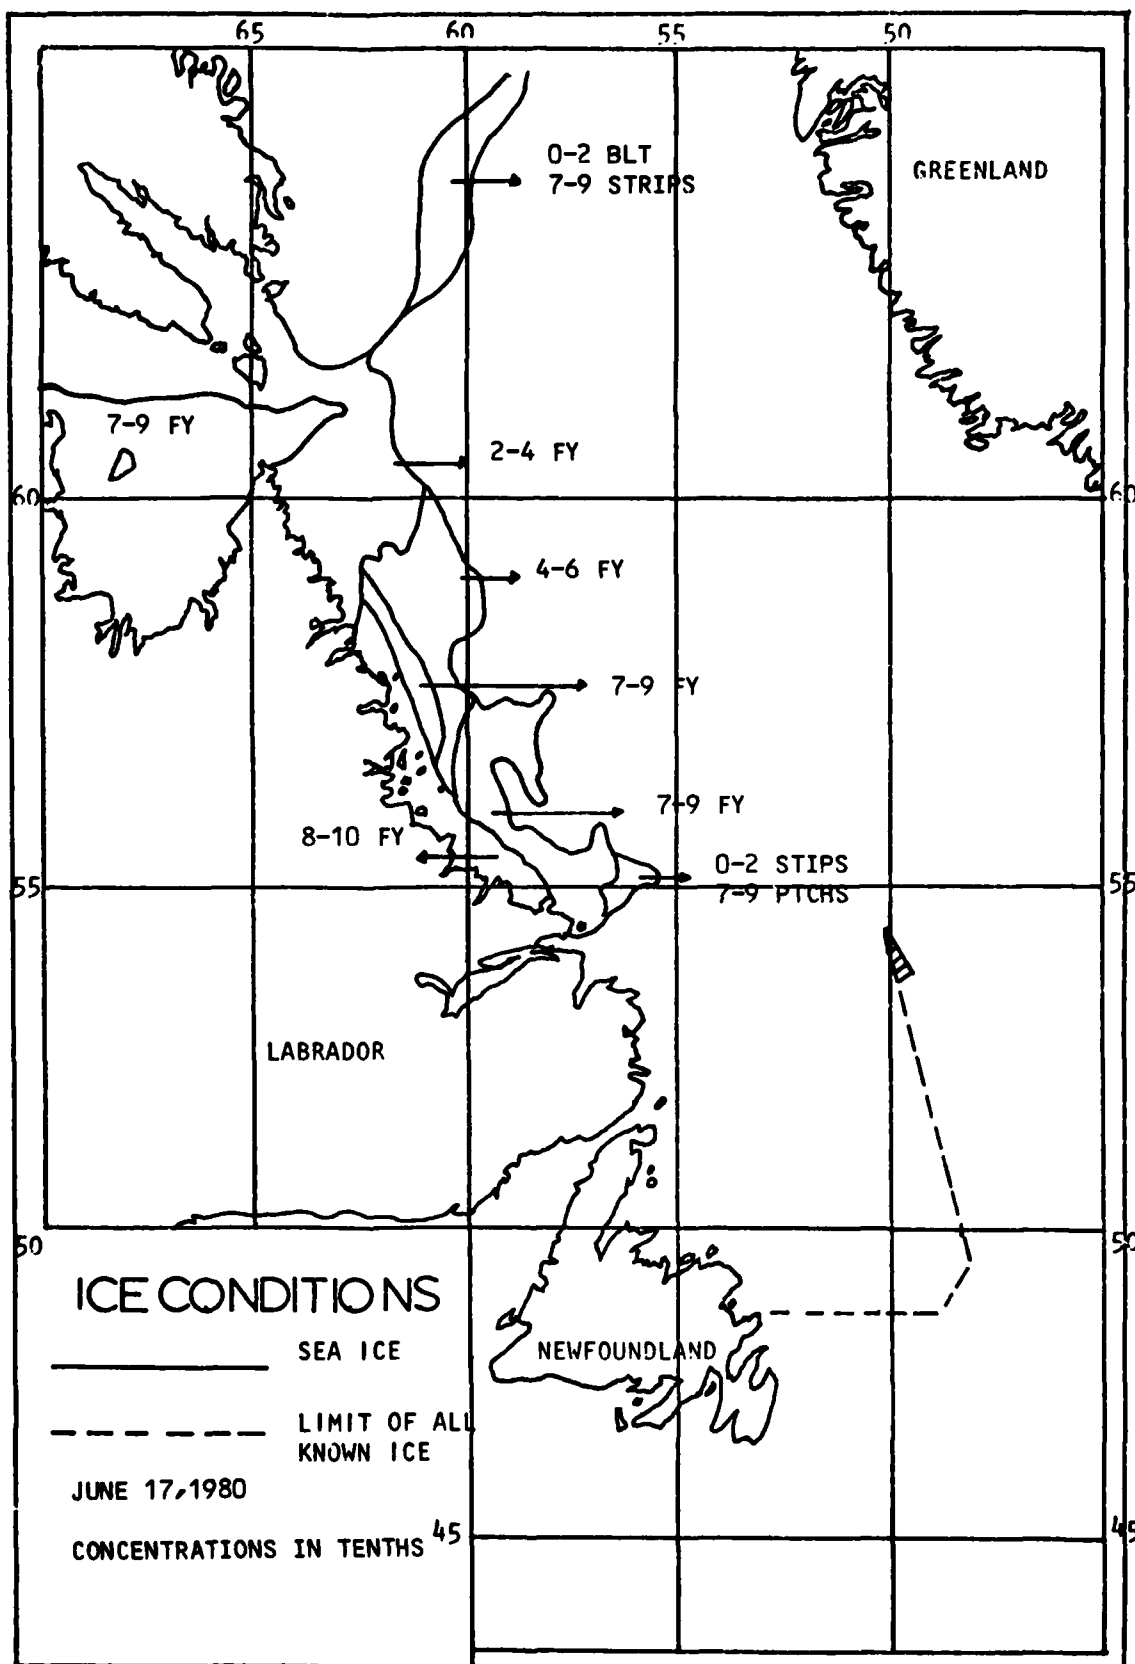 65 60 55 50
0-2 BLT
7-9 STRIPS
GREENLAND
7-9 FY
2-4 FY
60 60
4-6 FY
7-9 FY
7-9 FY
8-10 FY
0-2 STIPS
55 55
7-9 PTCHS
LABRADOR
50 50
ICE CONDITIONS
SEA ICE
NEWFOUNDLAND
LIMIT OF ALL
KNOWN ICE
JUNE 17,1980
45 45
CONCENTRATIONS IN TENTHS